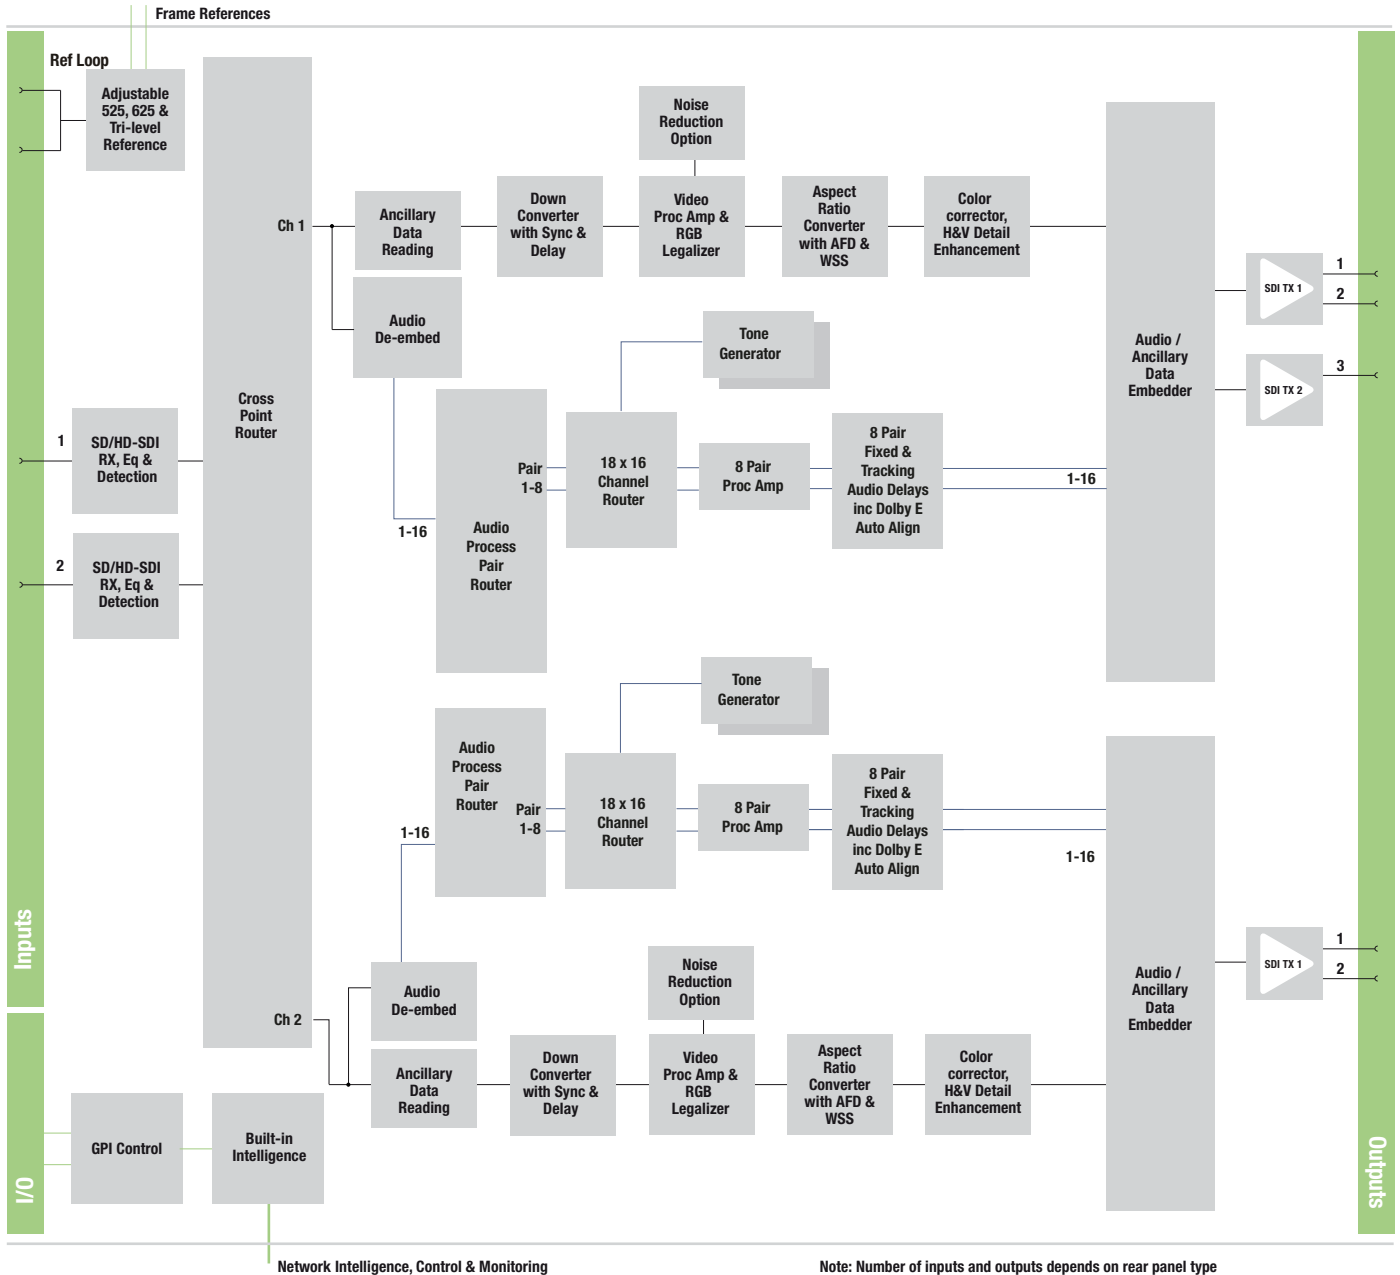 Frame References
Ref Loop
Adjustable
525, 625 &
Tri-level
Reference
Noise
Reduction
Option
Ch 1
Ancillary
Data
Reading
Down
Converter
with Sync &
Delay
Video
Proc Amp &
RGB
Legalizer
Aspect
Ratio
Converter
with AFD &
WSS
Color
corrector,
H&V Detail
Enhancement
Audio
De-embed
Tone
Generator
SDI TX 1
1
2
SDI TX 2
3
Audio /
Ancillary
Data
Embedder
Cross
Point
Router
1
SD/HD-SDI
RX, Eq &
Detection
2
SD/HD-SDI
RX, Eq &
Detection
1-16
Audio
Process
Pair
Router
Pair
1-8
18 x 16
Channel
Router
8 Pair
Proc Amp
8 Pair
Fixed &
Tracking
Audio Delays
inc Dolby E
Auto Align
1-16
Tone
Generator
Audio
Process
Pair
Router
Pair
1-8
1-16
18 x 16
Channel
Router
8 Pair
Proc Amp
8 Pair
Fixed &
Tracking
Audio Delays
inc Dolby E
Auto Align
1-16
Inputs
Audio
De-embed
Noise
Reduction
Option
Audio /
Ancillary
Data
Embedder
SDI TX 1
1
2
Ch 2
Ancillary
Data
Reading
Down
Converter
with Sync &
Delay
Video
Proc Amp &
RGB
Legalizer
Aspect
Ratio
Converter
with AFD &
WSS
Color
corrector,
H&V Detail
Enhancement
I/O
GPI Control
Built-in
Intelligence
Outputs
Network Intelligence, Control & Monitoring
Note: Number of inputs and outputs depends on rear panel type